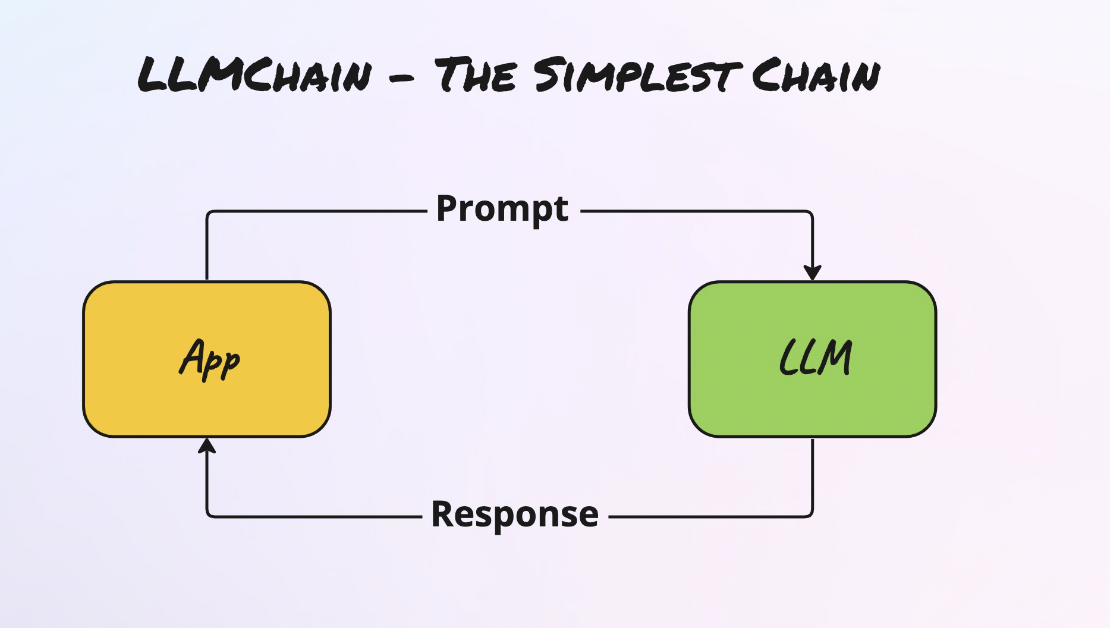 LLMChain - The Simplest Chain
Prompt
App
LLM
Response